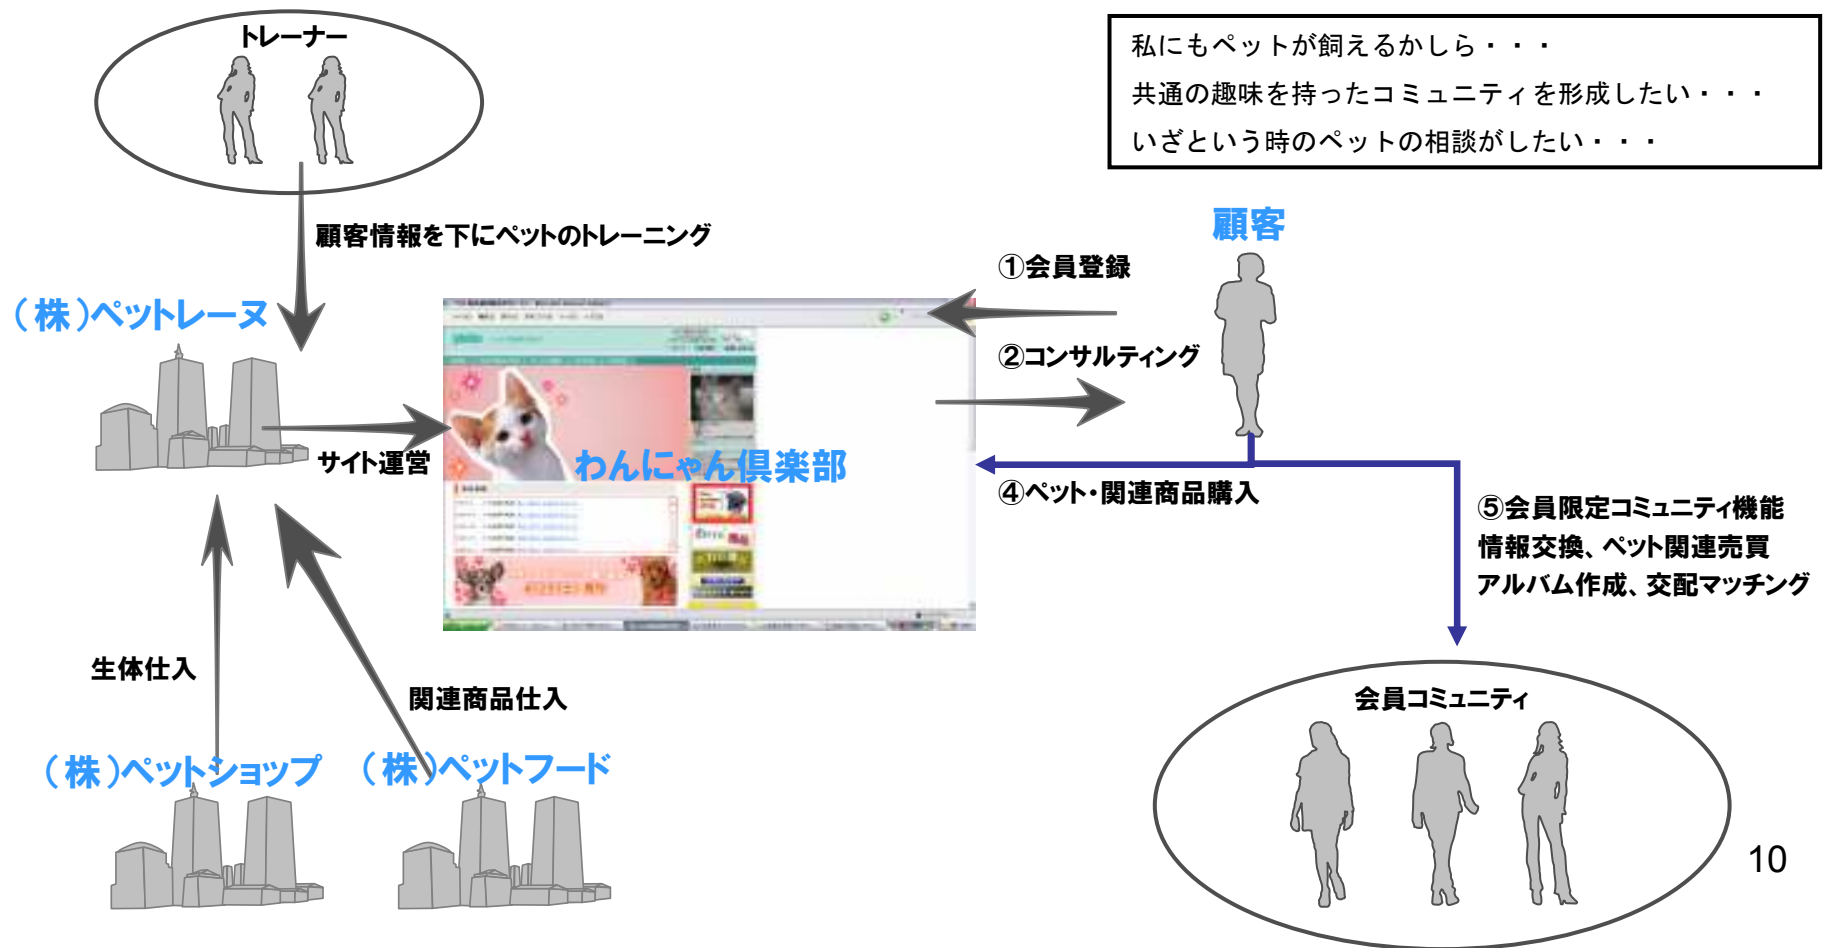 トレーナー
私にもペットが飼えるかしら・・・
共通の趣味を持ったコミュニティを形成したい・・・
いざという時のペットの相談がしたい・・・
顧客情報を下にペットのトレーニング
顧客
①会員登録
（株）ペットレーヌ
②コンサルティング
サイト運営
わんにゃん倶楽部
④ペット・関連商品購入
⑤会員限定コミュニティ機能
情報交換、ペット関連売買
アルバム作成、交配マッチング
生体仕入
関連商品仕入
会員コミュニティ
（株）ペットショップ
（株）ペットフード
10